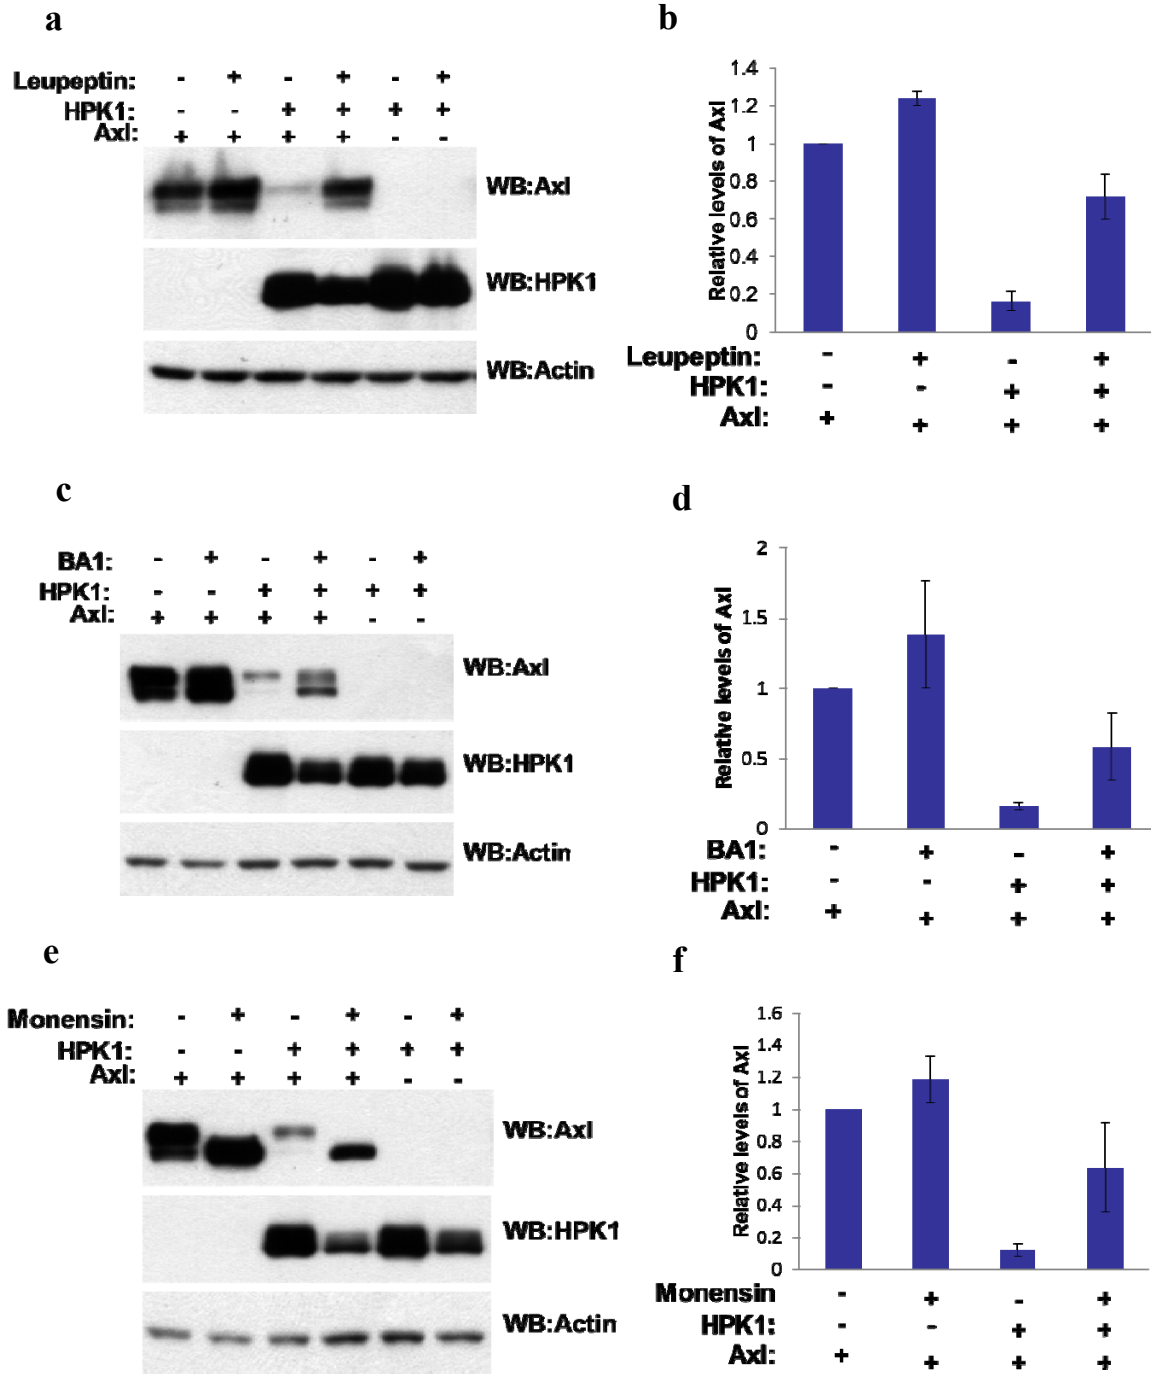 a
Leupeptin: - + - + - +
HPK1: - - + + + +
Axl: + + + + - -
WB:Axl
WB:HPK1
WB:Actin
b
Relative levels of Axl
1.4
1.2
1
0.8
0.6
0.4
0.2
0
Leupeptin: - + - +
HPK1: - - + +
Axl: + + + +
c
BA1: - + - + - +
HPK1: - - + + + +
Axl: + + + + - -
WB:Axl
WB:HPK1
WB:Actin
d
Relative levels of Axl
2
1.5
1
0.5
0
BA1: - + - +
HPK1: - - + +
Axl: + + + +
e
Monensin: - + - + - +
HPK1: - - + + + +
Axl: + + + + - -
WB:Axl
WB:HPK1
WB:Actin
f
Relative levels of Axl
1.6
1.4
1.2
1
0.8
0.6
0.4
0.2
0
Monensin - + - +
HPK1: - - + +
Axl: + + + +